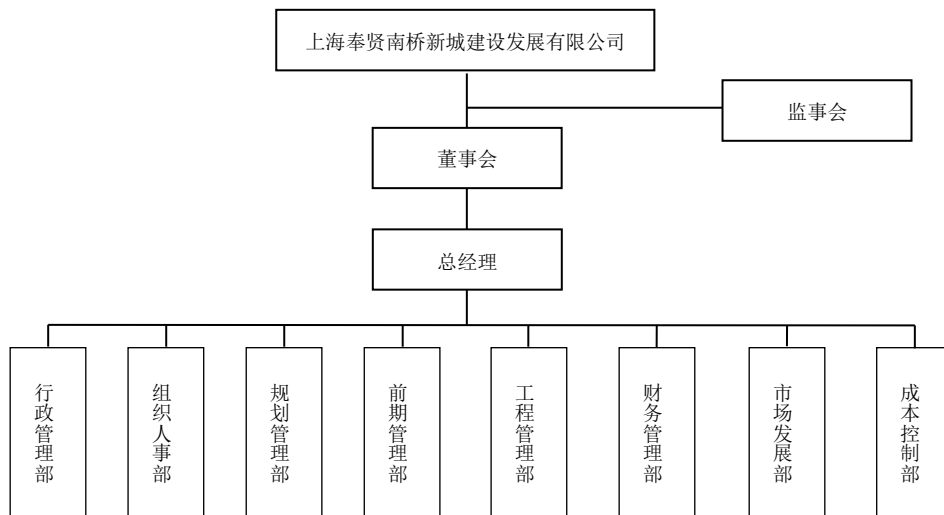 上海奉贤南桥新城建设发展有限公司
监事会
董事会
总经理
行政管理部
组织人事部
规划管理部
前期管理部
工程管理部
财务管理部
市场发展部
成本控制部